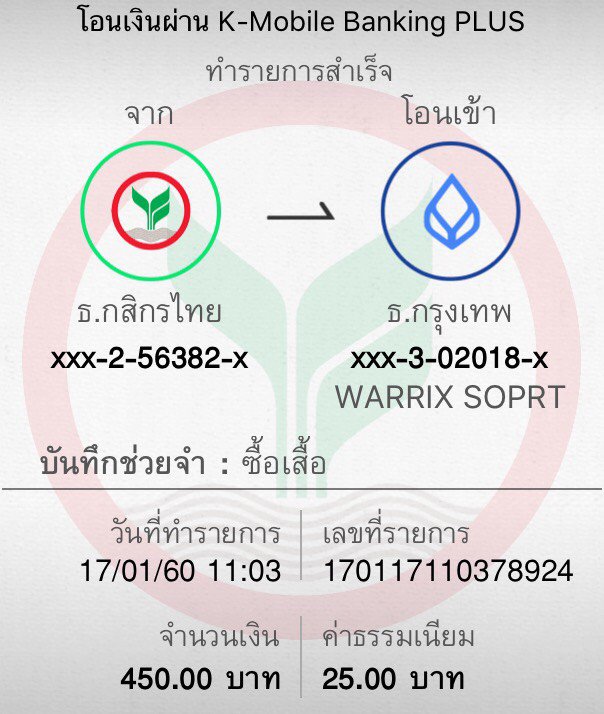 โอนเงินผ่าน K-Mobile Banking PLUS
ทำรายการสำเร็จ
จาก
โอนเข้า
ธ.กสิกรไทย
ธ.กรุงเทพ
xxx-2-56382-x
xxx-3-02018-x
WARRIX SOPRT
บันทึกช่วยจำ : ซื้อเสื้อ
วันที่ทำรายการ
เลขที่รายการ
17/01/60 11:03
170117110378924
จำนวนเงิน
ค่าธรรมเนียม
450.00 บาท
25.00 บาท